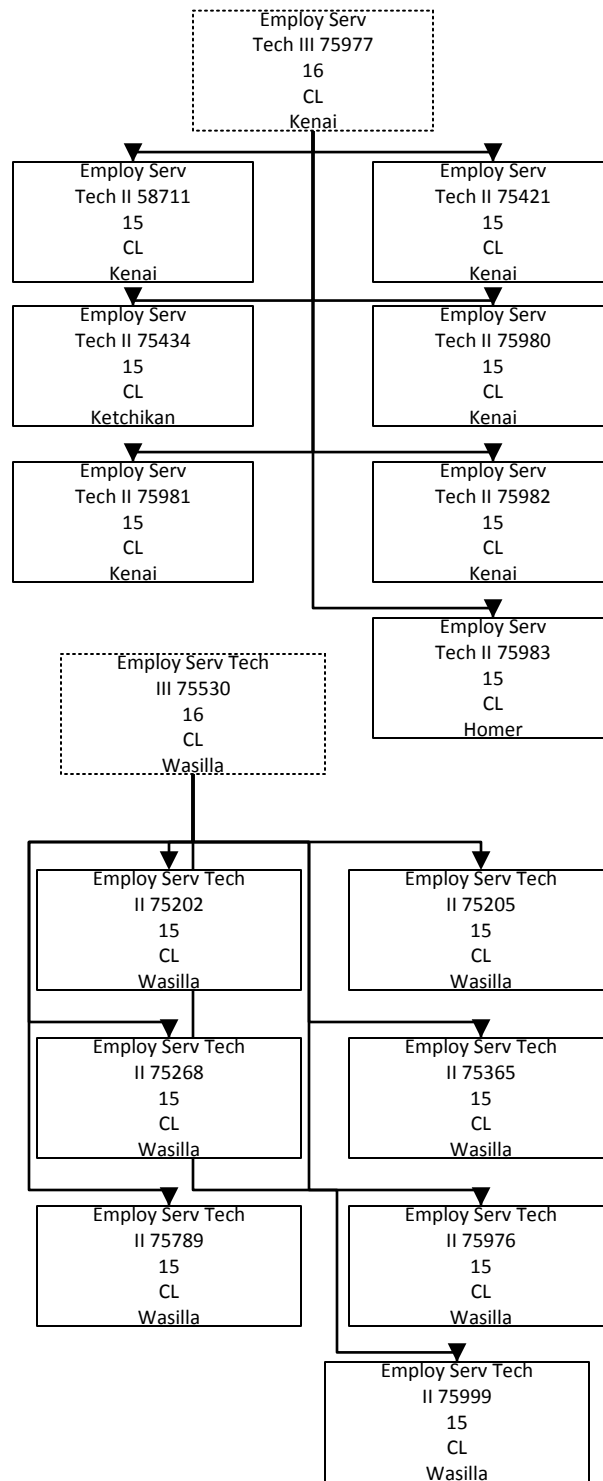 Employ Serv
Tech III 75977
16
CL
Kenai
Employ Serv
Tech II 58711
15
CL
Kenai
Employ Serv
Tech II 75421
15
CL
Kenai
Employ Serv
Tech II 75434
15
CL
Ketchikan
Employ Serv
Tech II 75980
15
CL
Kenai
Employ Serv
Tech II 75981
15
CL
Kenai
Employ Serv
Tech II 75982
15
CL
Kenai
Employ Serv
Tech II 75983
15
CL
Homer
Employ Serv Tech
III 75530
16
CL
Wasilla
Employ Serv Tech
II 75202
15
CL
Wasilla
Employ Serv Tech
II 75205
15
CL
Wasilla
Employ Serv Tech
II 75268
15
CL
Wasilla
Employ Serv Tech
II 75365
15
CL
Wasilla
Employ Serv Tech
II 75789
15
CL
Wasilla
Employ Serv Tech
II 75976
15
CL
Wasilla
Employ Serv Tech
II 75999
15
CL
Wasilla